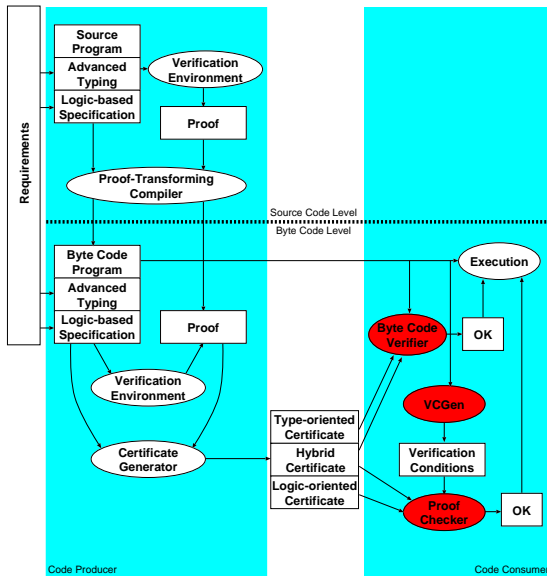 Requirements
Source
Program
Advanced
Typing
Logic-based
Specification
Verification
Environment
Proof
Proof-Transforming
Compiler
Source Code Level
Byte Code Level
Byte Code
Program
Advanced
Typing
Logic-based
Specification
Proof
Verification
Environment
Certificate
Generator
Type-oriented
Certificate
Hybrid
Certificate
Logic-oriented
Certificate
Execution
Byte Code
Verifier
OK
VCGen
Verification
Conditions
Proof
Checker
OK
Code Producer
Code Consumer